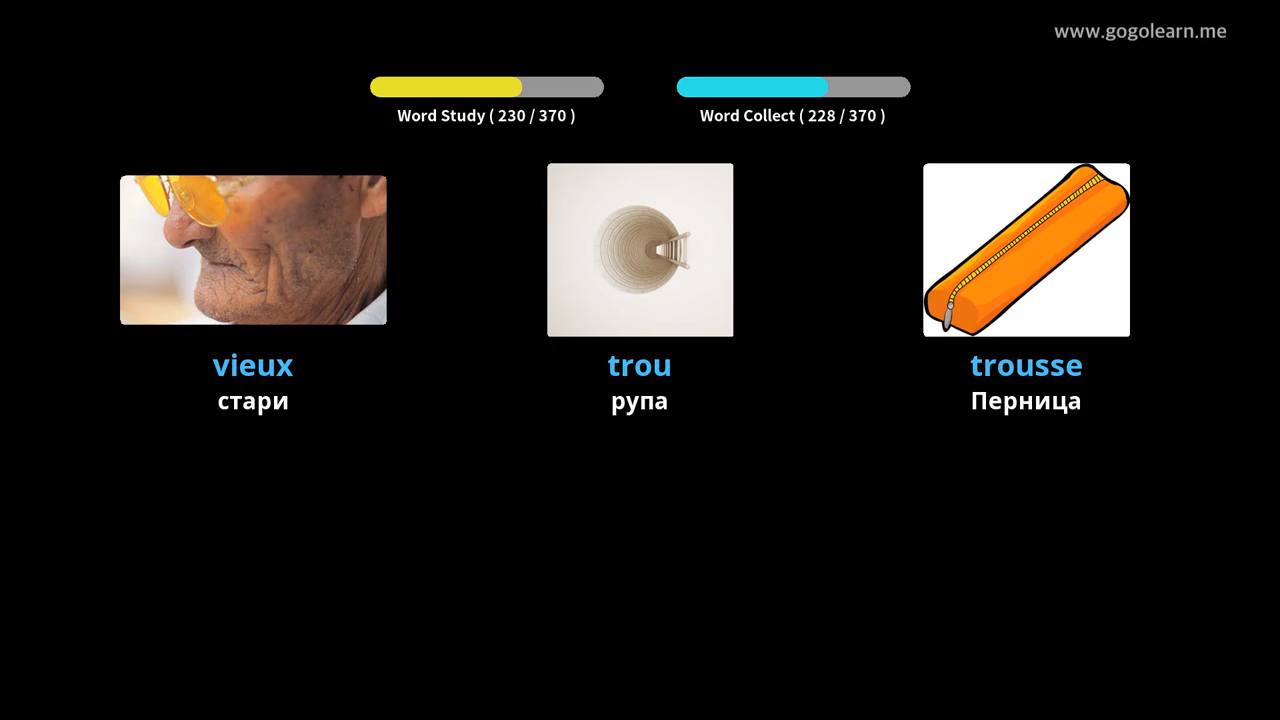 www.gogolearn.me
Word Study ( 230 / 370 )
Word Collect ( 228 / 370 )
vieux
trou
trousse
стари
рупа
Перница